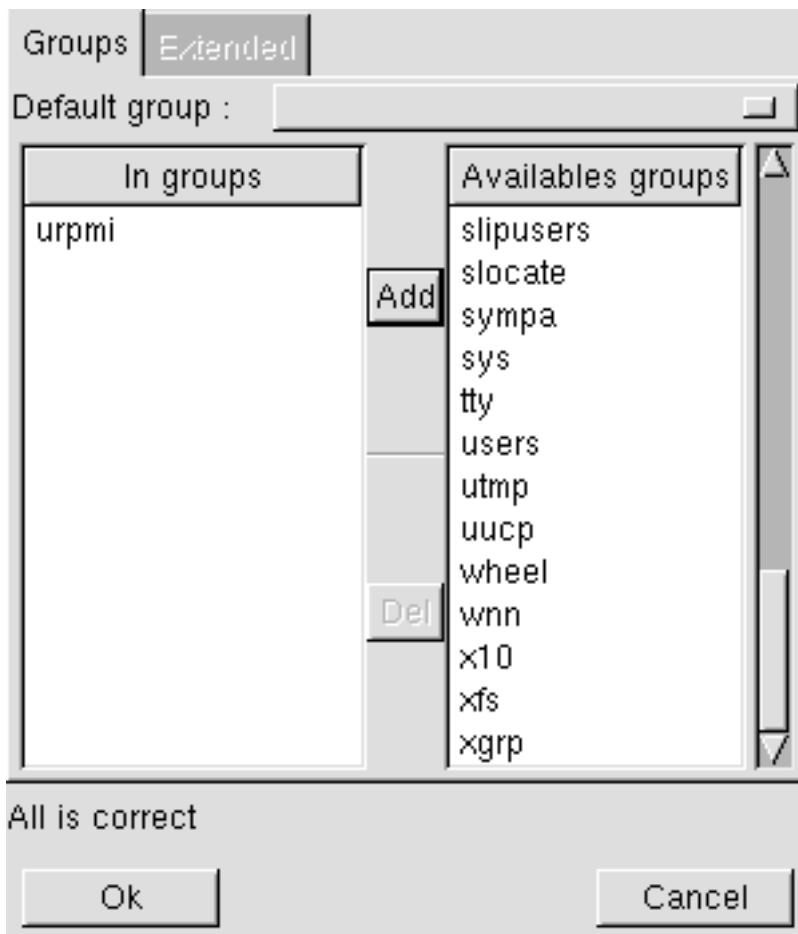 Groups
Extended
Default group :
In groups
urpmi
Add
Del
Availables groups
slipusers
slocate
sympa
sys
tty
users
utmp
uucp
wheel
wnn
x10
xfs
xgrp
All is correct
Ok
Cancel